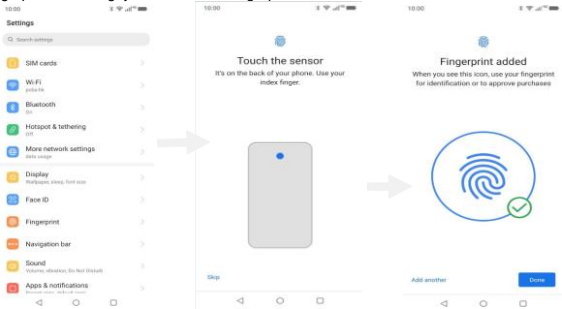 10:00
Settings
Search settings
SIM cards
Wi-Fi
Bluetooth
On
Hotspot & tethering
Off
More network settings
data usage
Display
Wallpaper, sleep, font size
Face ID
Fingerprint
Navigation bar
Sound
Volume, vibration, Do Not Disturb
Apps & notifications
10:00
Touch the sensor
It's on the back of your phone. Use your
index finger.
Skip
10:00
Fingerprint added
When you see this icon, use your fingerprint
for identification or to approve purchases
Add another
Done